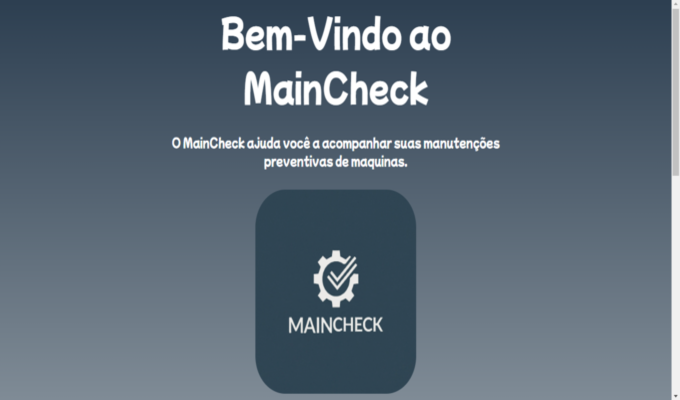 Bem-Vindo ao
MainCheck
O MainCheck ajuda você a acompanhar suas manutenções
preventivas de maquinas.
MAINCHECK